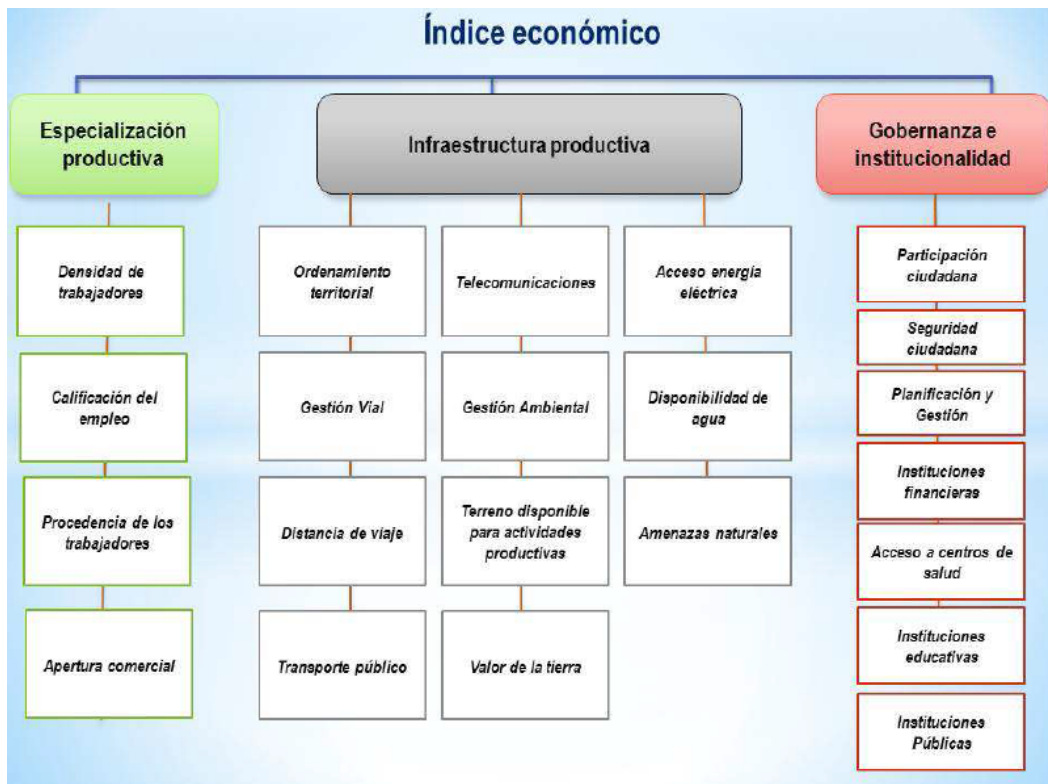 Índice económico
Especialización
productiva
Infraestructura productiva
Gobernanza e
institucionalidad
Densidad de
trabajadores
Calificación del
empleo
Procedencia de los
trabajadores
Apertura comercial
Ordenamiento
territorial
Gestión Vial
Distancia de viaje
Transporte público
Telecomunicaciones
Gestión Ambiental
Terreno disponible
para actividades
productivas
Valor de la tierra
Acceso energía
eléctrica
Disponibilidad de
agua
Amenazas naturales
Participación
ciudadana
Seguridad
ciudadana
Planificación y
Gestión
Instituciones
financieras
Acceso a centros de
salud
Instituciones
educativas
Instituciones
Públicas